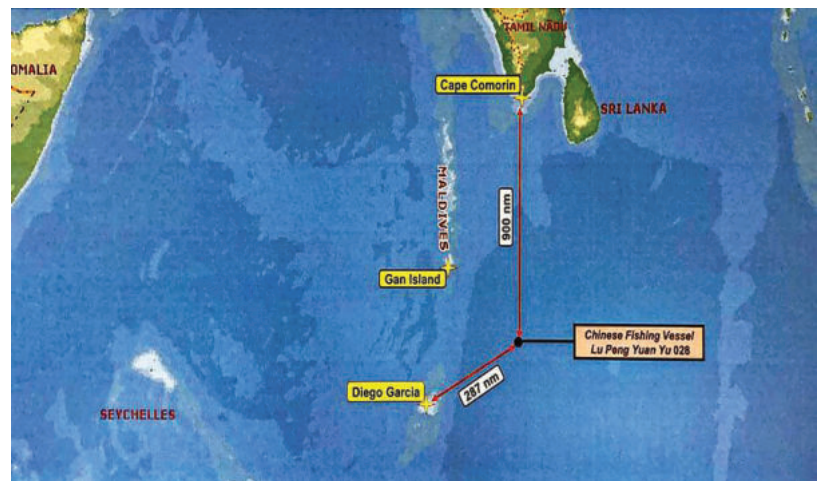 TAMIL NĀDU
OMALIA
Cape Comorin
SRI LANKA
MALDIVES
900 nm
Gan Island
Chinese Fishing Vessel
Lu Peng Yuan Yu 028
287 nm
Diego Garcia
SEYCHELLES